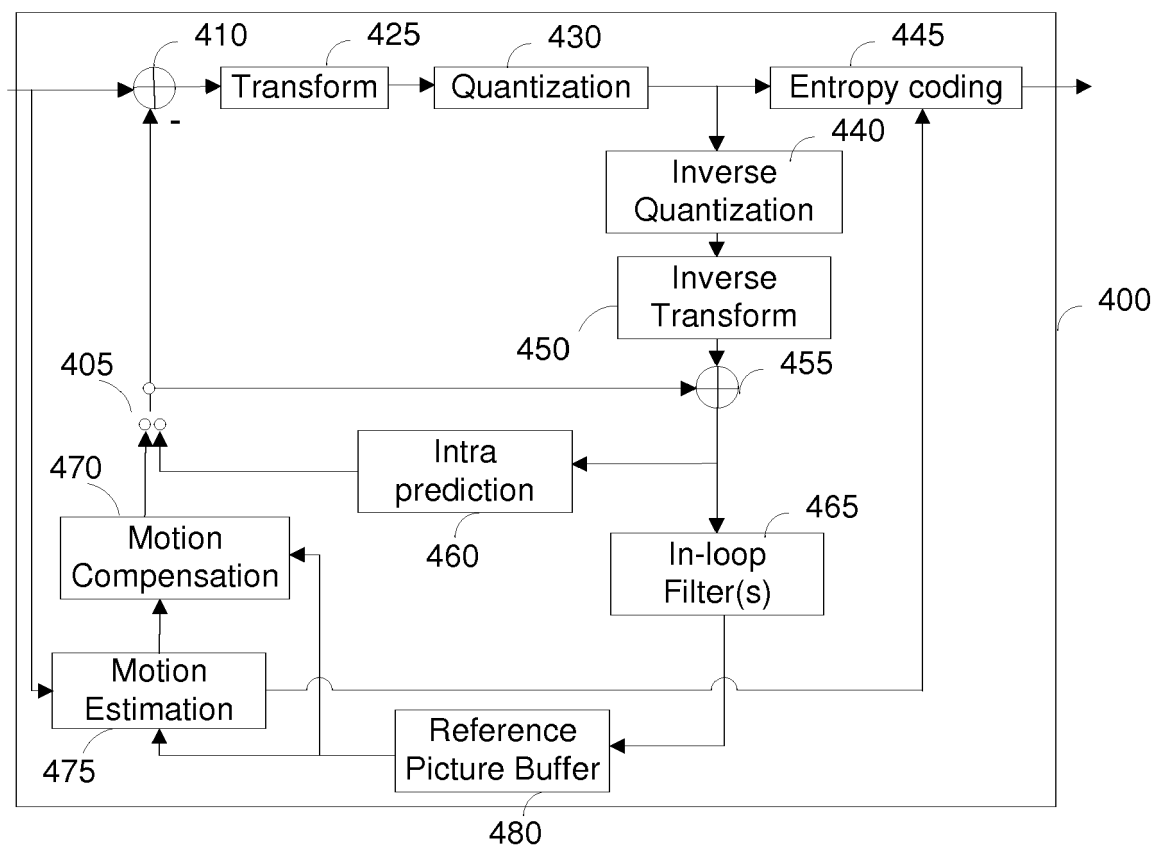 410
425
430
445
Transform
Quantization
Entropy coding
-
440
Inverse
Quantization
Inverse
Transform
400
450
455
405
Intra
prediction
470
465
460
Motion
Compensation
In-loop
Filter(s)
Motion
Estimation
Reference
Picture Buffer
475
480